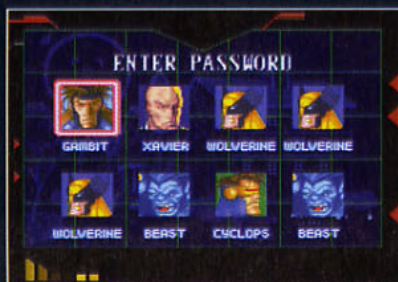 ENTER PASSWORD
GAMBIT XAVIER WOLVERINE WOLVERINE
WOLVERINE BEAST CYCLOPS BEAST